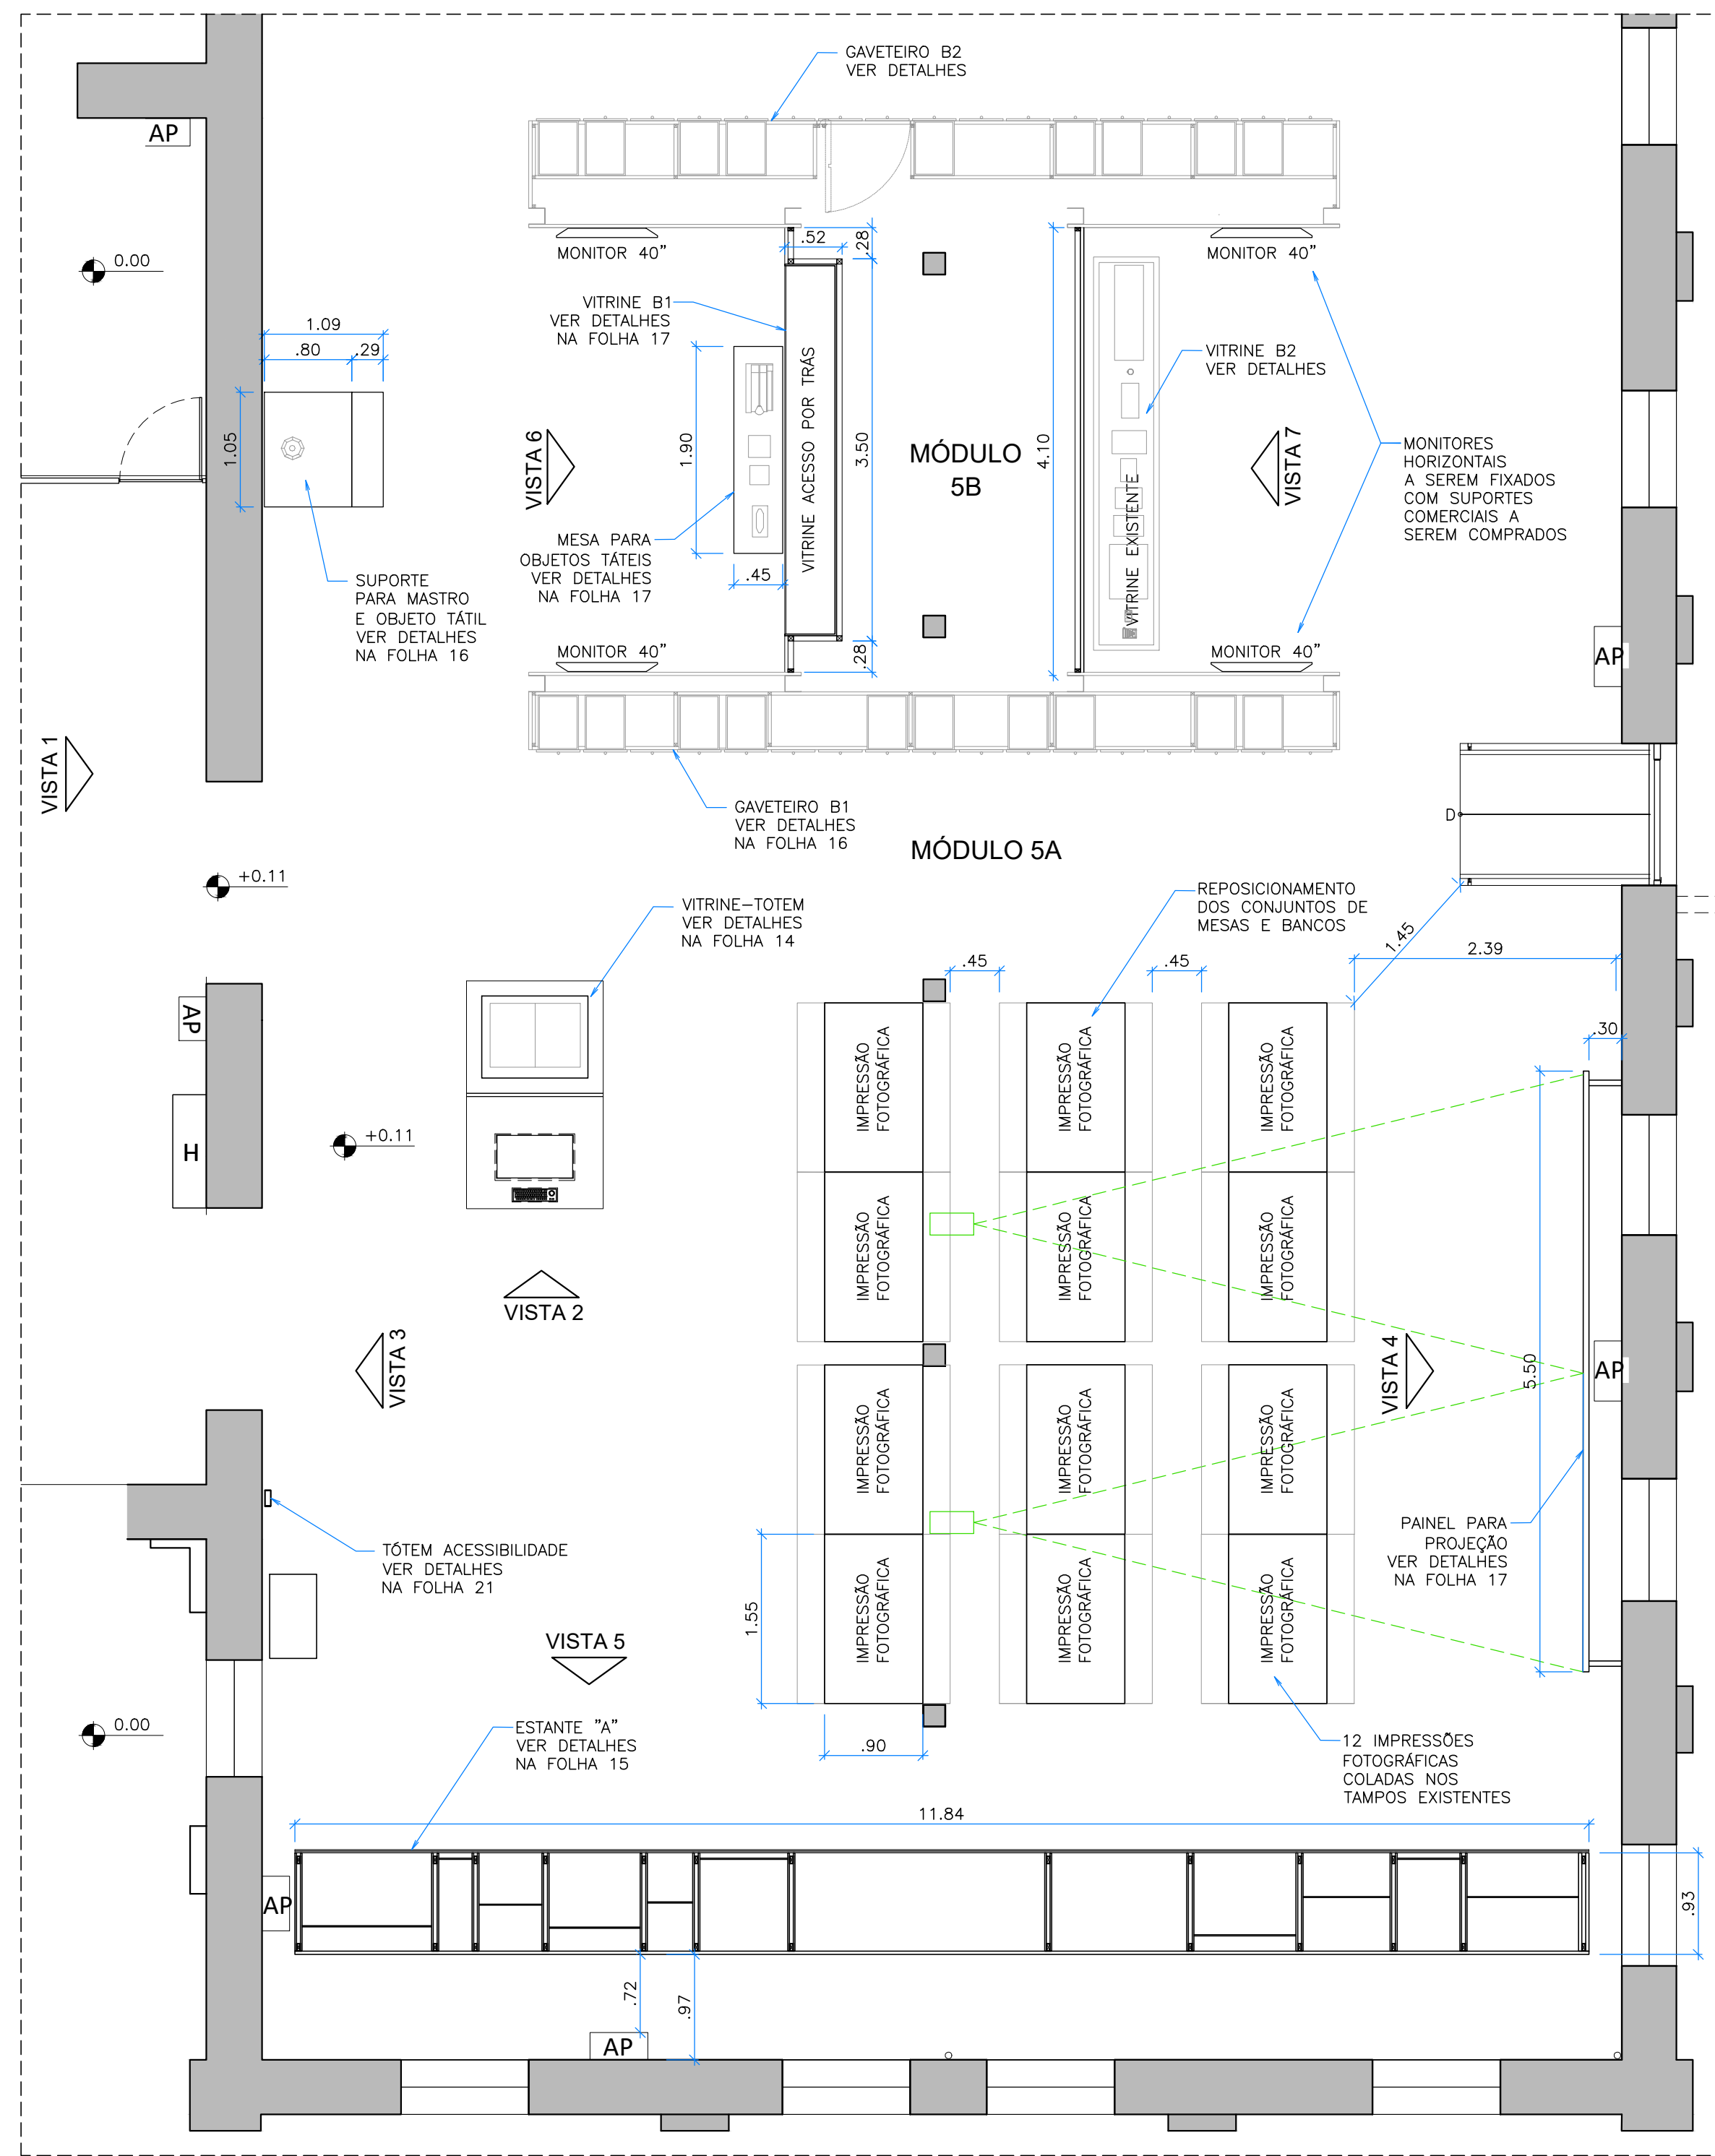 GAVETEIRO B2
VER DETALHES
AP
0.00
MONITOR 40"
.52
.28
MONITOR 40"
1.09
.80
.29
1.05
VITRINE B1
VER DETALHES
NA FOLHA 17
VITRINE ACESSO POR TRÁS
1.90
3.50
4.10
MÓDULO
5B
VITRINE B2
VER DETALHES
VITRINE EXISTENTE
VISTA 6
VISTA 7
MONITORES
HORIZONTAIS
A SEREM FIXADOS
COM SUPORTES
COMERCIAIS A
SEREM COMPRADOS
MESA PARA
OBJETOS TÁTEIS
VER DETALHES
NA FOLHA 17
.45
SUPORTE
PARA MASTRO
E OBJETO TÁTIL
VER DETALHES
NA FOLHA 16
MONITOR 40"
.28
MONITOR 40"
AP
VISTA 1
GAVETEIRO B1
VER DETALHES
NA FOLHA 16
D
MÓDULO 5A
+0.11
VITRINE-TOTEM
VER DETALHES
NA FOLHA 14
REPOSICIONAMENTO
DOS CONJUNTOS DE
MESAS E BANCOS
1.45
2.39
.45
.45
AP
.30
IMPRESSÃO
FOTOGRÁFICA
IMPRESSÃO
FOTOGRÁFICA
IMPRESSÃO
FOTOGRÁFICA
H
+0.11
IMPRESSÃO
FOTOGRÁFICA
IMPRESSÃO
FOTOGRÁFICA
IMPRESSÃO
FOTOGRÁFICA
VISTA 2
VISTA 3
VISTA 4
5.50
AP
IMPRESSÃO
FOTOGRÁFICA
IMPRESSÃO
FOTOGRÁFICA
IMPRESSÃO
FOTOGRÁFICA
TÓTEM ACESSIBILIDADE
VER DETALHES
NA FOLHA 21
PAINEL PARA
PROJEÇÃO
VER DETALHES
NA FOLHA 17
1.55
IMPRESSÃO
FOTOGRÁFICA
IMPRESSÃO
FOTOGRÁFICA
IMPRESSÃO
FOTOGRÁFICA
VISTA 5
0.00
ESTANTE "A"
VER DETALHES
NA FOLHA 15
.90
12 IMPRESSÕES
FOTOGRÁFICAS
COLADAS NOS
TAMPOS EXISTENTES
11.84
AP
.93
.72
.97
AP